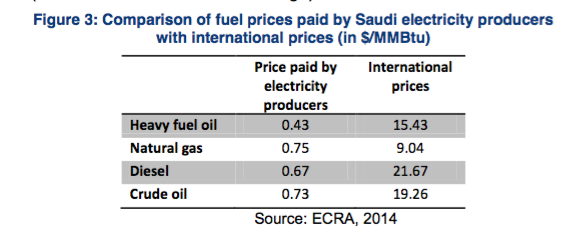 Figure 3: Comparison of fuel prices paid by Saudi electricity producers
with international prices (in $/MMBtu)
Price paid by electricity producers International prices
Heavy fuel oil 0.43 15.43
Natural gas 0.75 9.04
Diesel 0.67 21.67
Crude oil 0.73 19.26
Source: ECRA, 2014